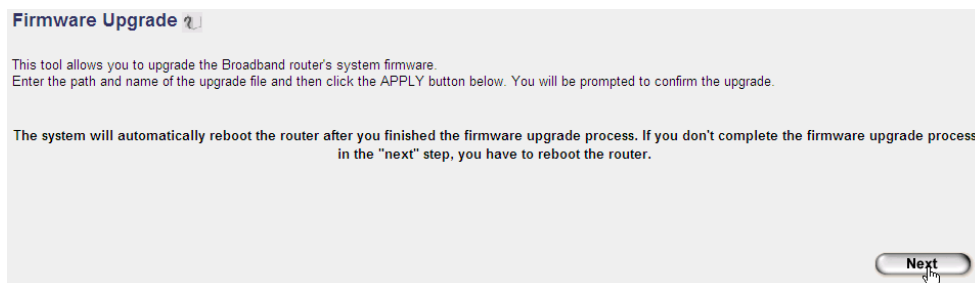 Firmware Upgrade
This tool allows you to upgrade the Broadband router's system firmware.
Enter the path and name of the upgrade file and then click the APPLY button below. You will be prompted to confirm the upgrade.
The system will automatically reboot the router after you finished the firmware upgrade process. If you don't complete the firmware upgrade process
in the "next" step, you have to reboot the router.
Next